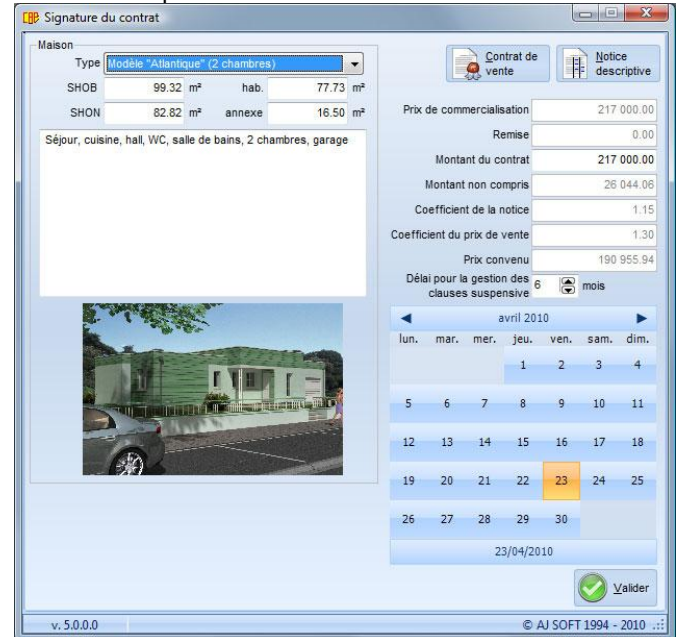 Signature du contrat
Maison
Type Modèle "Atlantique" (2 chambres)
SHOB 99.32 m² hab. 77.73 m²
SHON 82.82 m² annexe 16.50 m²
Séjour, cuisine, hall, WC, salle de bains, 2 chambres, garage
Contrat de
vente
Notice
descriptive
Prix de commercialisation 217 000.00
Remise 0.00
Montant du contrat 217 000.00
Montant non compris 26 044.06
Coefficient de la notice 1.15
Coefficient du prix de vente 1.30
Prix convenu 190 955.94
Délai pour la gestion des
clauses suspensive 6 mois
avril 2010
lun. mar. mer. jeu. ven. sam. dim.
1 2 3 4
5 6 7 8 9 10 11
12 13 14 15 16 17 18
19 20 21 22 23 24 25
26 27 28 29 30
23/04/2010
Valider
v. 5.0.0.0 © AJ SOFT 1994 - 2010